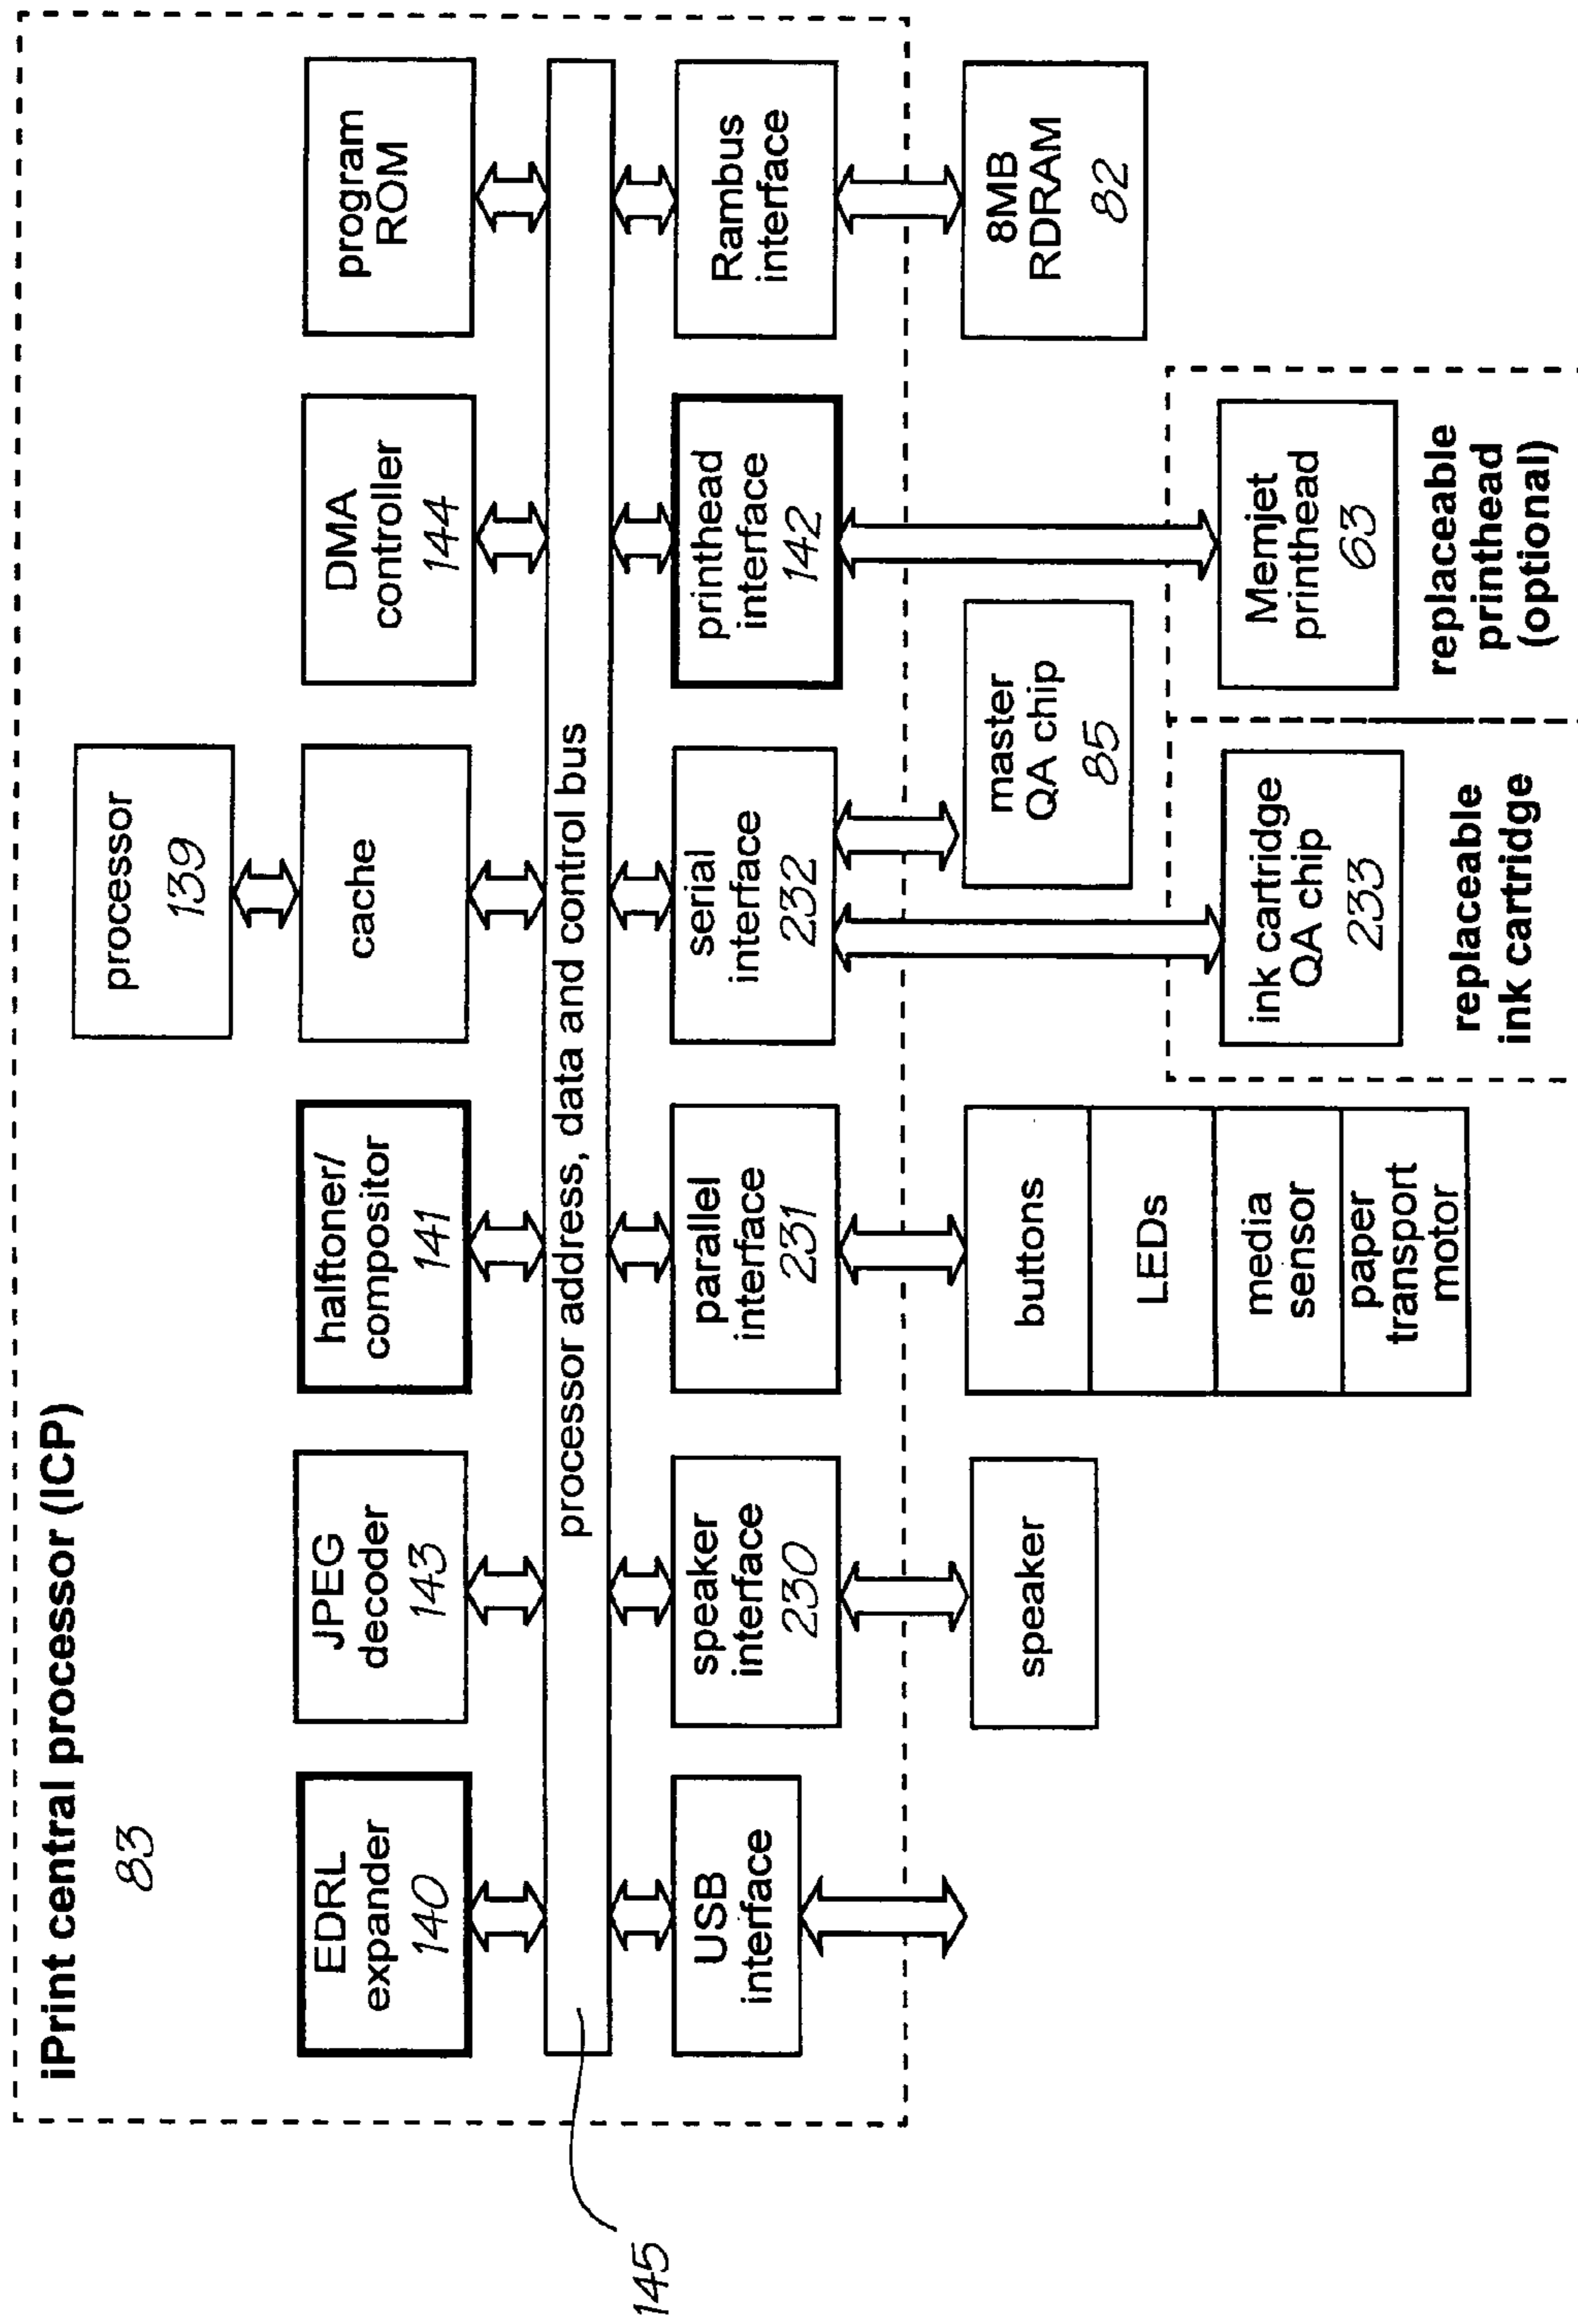 iPrint central processor (ICP)
83
processor
139
EDRL
expander
140
JPEG
decoder
143
halftoner/
compositor
141
cache
DMA
controller
144
program
ROM
processor address, data and control bus
145
USB
interface
speaker
interface
230
parallel
interface
231
serial
interface
232
printhead
interface
142
Rambus
interface
speaker
buttons
LEDs
media
sensor
paper
transport
motor
master
QA chip
85
8MB
RDRAM
82
ink cartridge
QA chip
233
replaceable
ink cartridge
Memjet
printhead
63
replaceable
printhead
(optional)